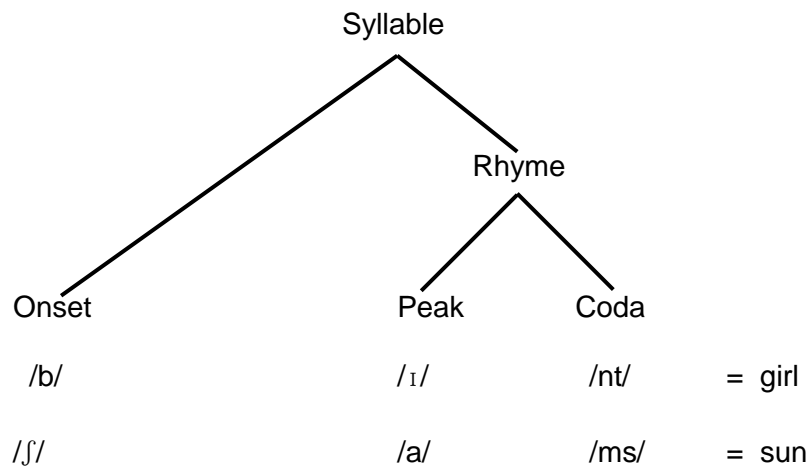 Syllable
Rhyme
Onset Peak Coda
/b/ /ɪ/ /nt/ = girl
/ʃ/ /a/ /ms/ = sun